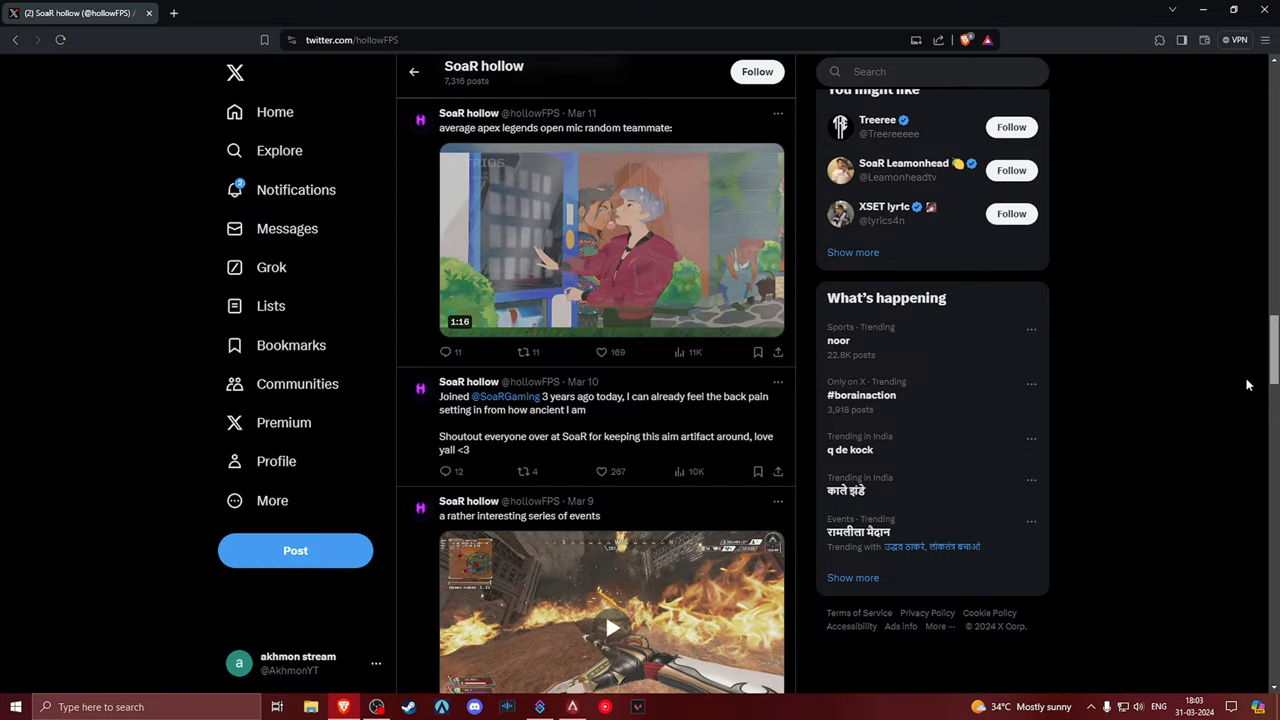 (2) SoaR hollow (@hollowFPS) /
twitter.com/hollowFPS
VPN
Home
Explore
2
Notifications
Messages
Grok
Lists
Bookmarks
Communities
Premium
Profile
More
Post
akhmon stream
@AkhmonYT
SoaR hollow
7,316 posts
Follow
SoaR hollow @hollowFPS · Mar 11
average apex legends open mic random teammate:
1:16
11 11 169 11K
SoaR hollow @hollowFPS · Mar 10
Joined @SoaRGaming 3 years ago today, I can already feel the back pain
setting in from how ancient I am
Shoutout everyone over at SoaR for keeping this aim artifact around, love
yall <3
12 4 267 10K
SoaR hollow @hollowFPS · Mar 9
a rather interesting series of events
Search
You might like
Treeree
@Treereeeee
Follow
SoaR Leamonhead
@Leamonheadtv
Follow
XSET lyr1c
@lyrics4n
Follow
Show more
What's happening
Sports · Trending
noor
22.8K posts
Only on X · Trending
#borainaction
3,918 posts
Trending in India
q de kock
Trending in India
काले झंडे
Events · Trending
रामलीला मैदान
Trending with उद्धव ठाकरे, लोकतंत्र बचाओ
Show more
Terms of Service Privacy Policy Cookie Policy
Accessibility Ads info More ··· © 2024 X Corp.
Type here to search
34°C Mostly sunny
ENG
18:03
31-03-2024